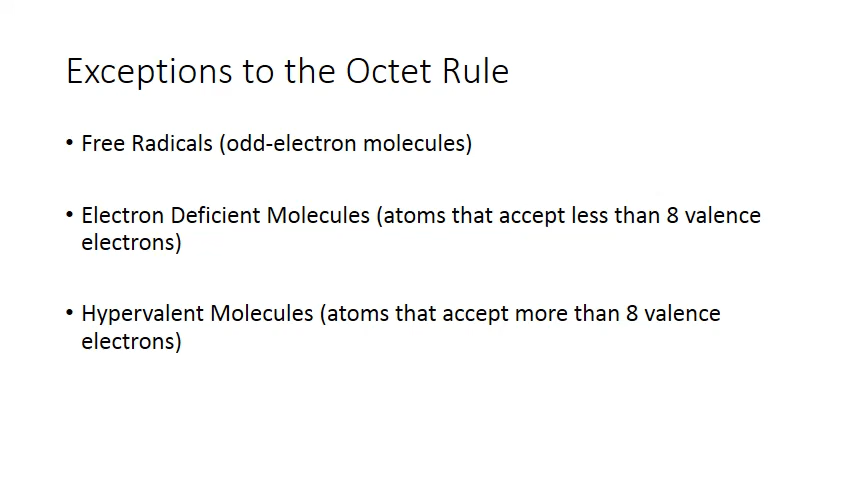 Exceptions to the Octet Rule
• Free Radicals (odd-electron molecules)
• Electron Deficient Molecules (atoms that accept less than 8 valence
electrons)
• Hypervalent Molecules (atoms that accept more than 8 valence
electrons)